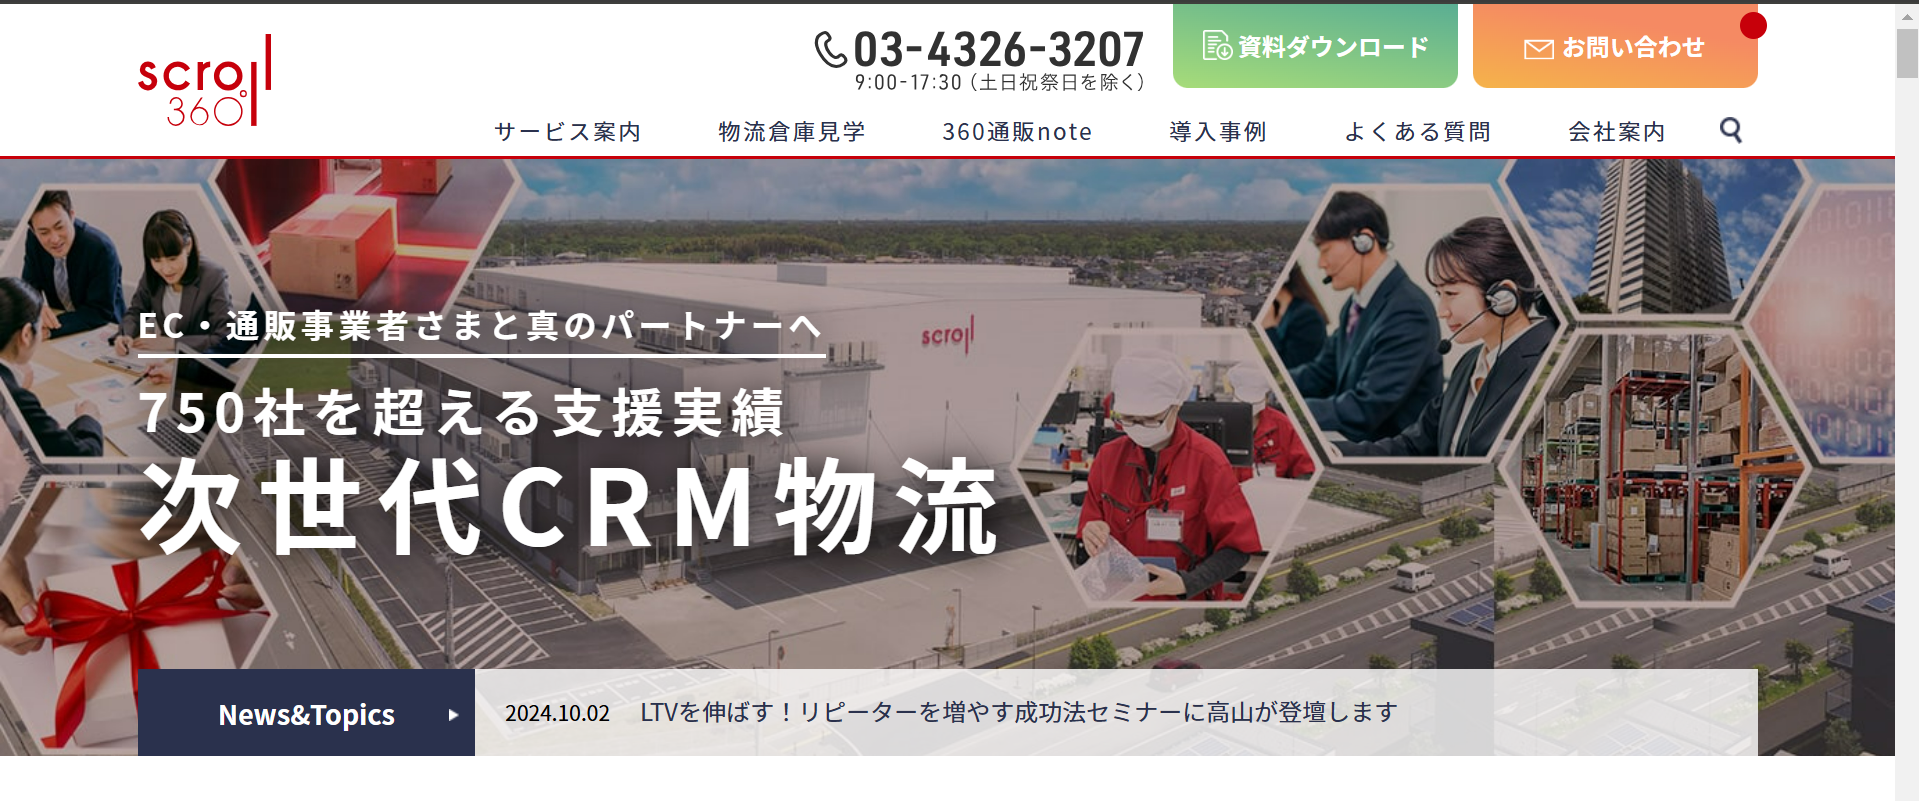 scroll
360°
03-4326-3207
9:00-17:30（土日祝祭日を除く）
資料ダウンロード
お問い合わせ
サービス案内
物流倉庫見学
360通販note
導入事例
よくある質問
会社案内
scroll
EC・通販事業者さまと真のパートナーへ
750社を超える支援実績
次世代CRM物流
News&Topics
2024.10.02
LTVを伸ばす！リピーターを増やす成功法セミナーに高山が登壇します